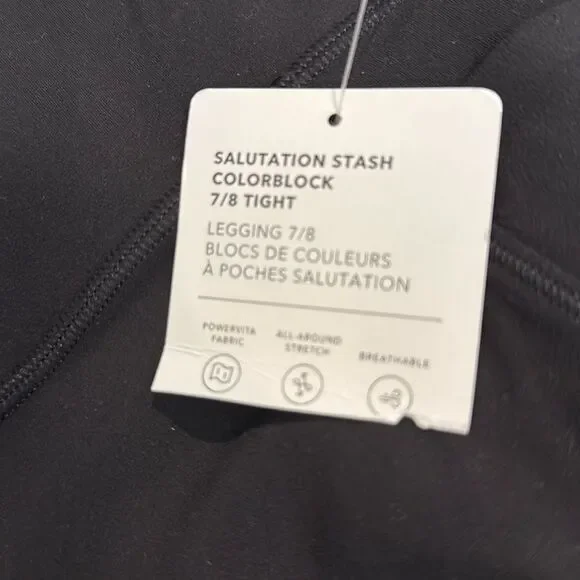 SALUTATION STASH
COLORBLOCK
7/8 TIGHT
LEGGING 7/8
BLOCS DE COULEURS
À POCHES SALUTATION
POWERVITA
FABRIC
ALL-AROUND
STRETCH
BREATHABLE